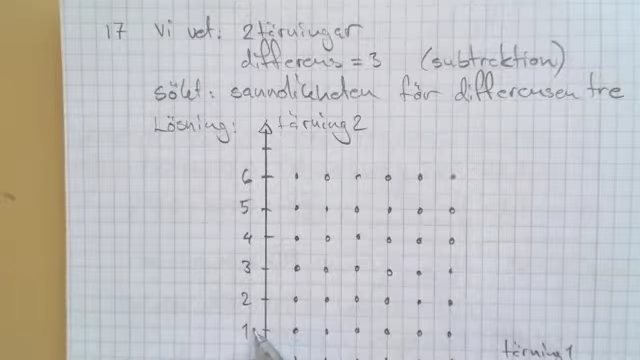 17 Vi vet: 2 tärningar
differens = 3 (subtraktion)
sökt: sannolikheten för differensen tre
Lösning: tärning 2
6
5
4
3
2
1
tärning 1